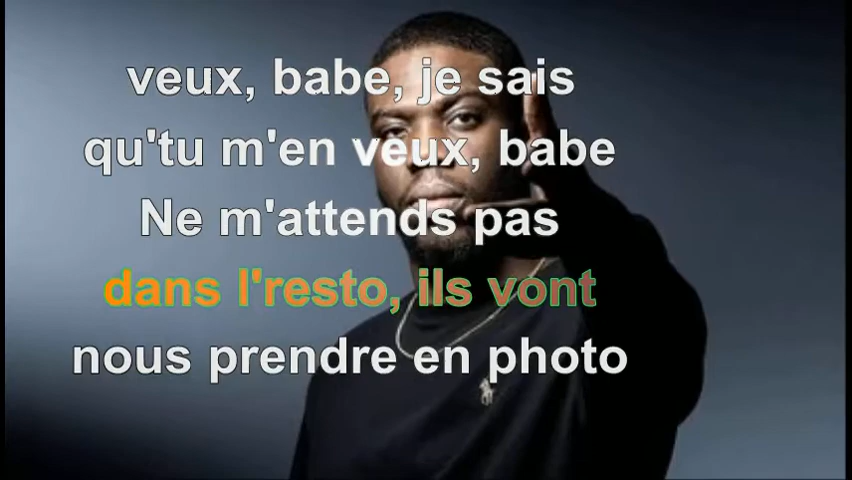 veux, babe, je sais
qu'tu m'en veux, babe
Ne m'attends pas
dans l'resto, ils vont
nous prendre en photo